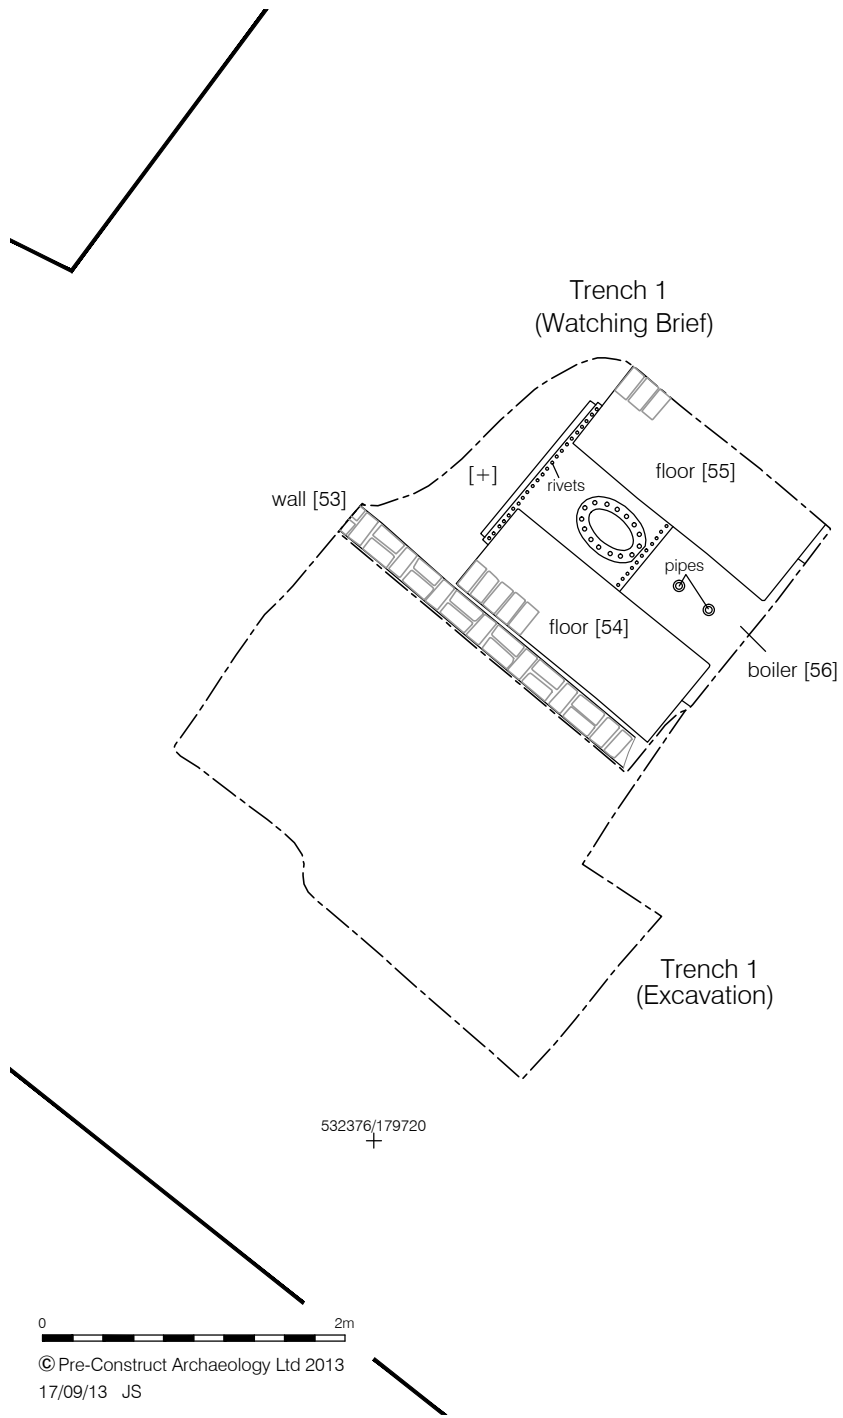 Trench 1
(Watching Brief)
floor [55]
[+]
rivets
wall [53]
pipes
floor [54]
boiler [56]
Trench 1
(Excavation)
532376/179720
0 2m
© Pre-Construct Archaeology Ltd 2013
17/09/13 JS